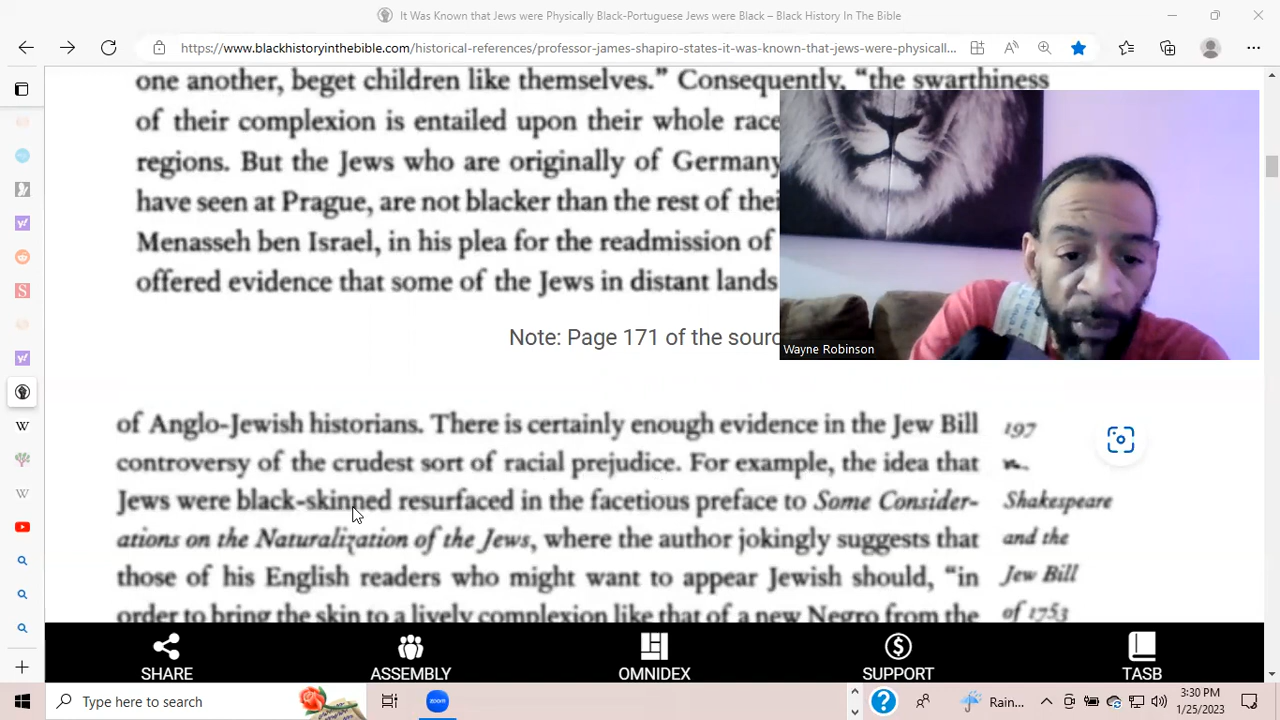 It Was Known that Jews were Physically Black-Portuguese Jews were Black – Black History In The Bible
https://www.blackhistoryinthebible.com/historical-references/professor-james-shapiro-states-it-was-known-that-jews-were-physicall...
one another, beget children like themselves.” Consequently, “the swarthiness
of their complexion is entailed upon their whole race
regions. But the Jews who are originally of Germany
have seen at Prague, are not blacker than the rest of thei
Menasseh ben Israel, in his plea for the readmission of
offered evidence that some of the Jews in distant lands
Wayne Robinson
Note: Page 171 of the sour
of Anglo-Jewish historians. There is certainly enough evidence in the Jew Bill
controversy of the crudest sort of racial prejudice. For example, the idea that
Jews were black-skinned resurfaced in the facetious preface to Some Consider-
ations on the Naturalization of the Jews, where the author jokingly suggests that
those of his English readers who might want to appear Jewish should, “in
order to bring the skin to a lively complexion like that of a new Negro from the
197
Shakespeare
and the
Jew Bill
of 1753
SHARE
ASSEMBLY
OMNIDEX
SUPPORT
TASB
Type here to search
zoom
Rain...
3:30 PM
1/25/2023